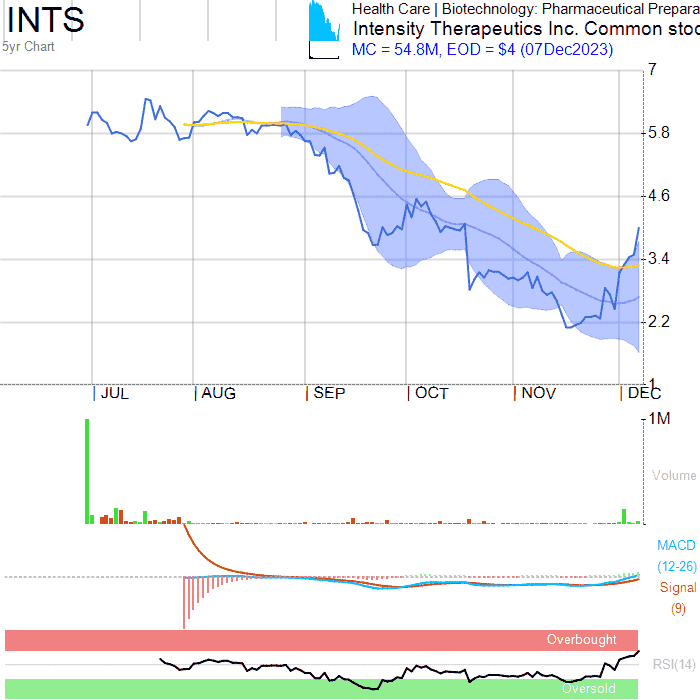 INTS
5yr Chart
Health Care | Biotechnology: Pharmaceutical Prepara
Intensity Therapeutics Inc. Common stoc
MC = 54.8M, EOD = $4 (07Dec2023)
7
5.8
4.6
3.4
2.2
1
JUL AUG SEP OCT NOV DEC
1M
Volume
MACD
(12-26)
Signal
(9)
Overbought
RSI(14)
Oversold